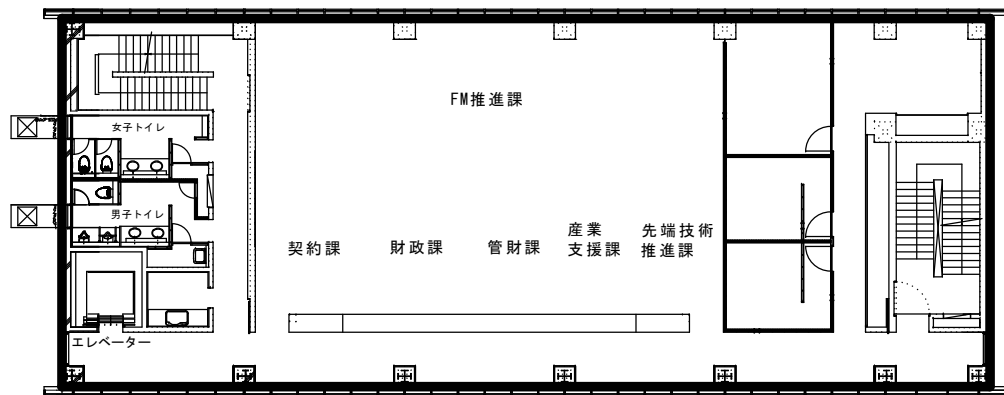 FM推進課
女子トイレ
男子トイレ
契約課
財政課
管財課
産業
支援課
先端技術
推進課
エレベーター